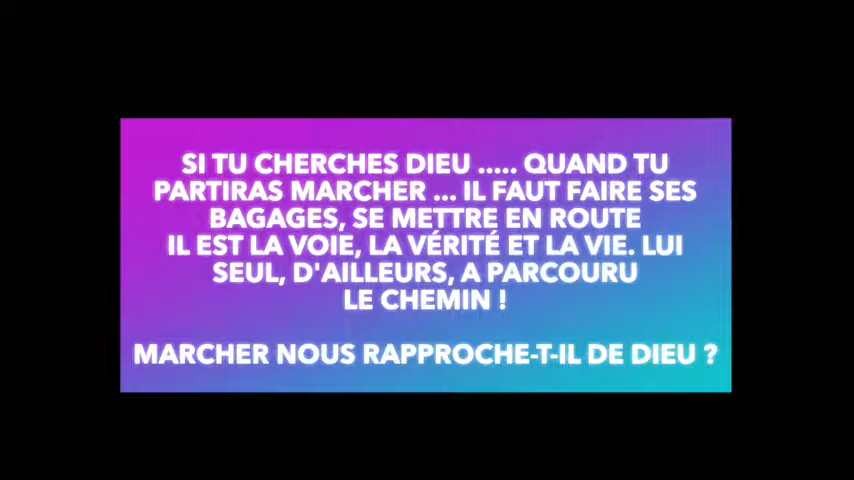 SI TU CHERCHES DIEU ..... QUAND TU
PARTIRAS MARCHER ... IL FAUT FAIRE SES
BAGAGES, SE METTRE EN ROUTE
IL EST LA VOIE, LA VÉRITÉ ET LA VIE. LUI
SEUL, D'AILLEURS, A PARCOURU
LE CHEMIN !
MARCHER NOUS RAPPROCHE-T-IL DE DIEU ?